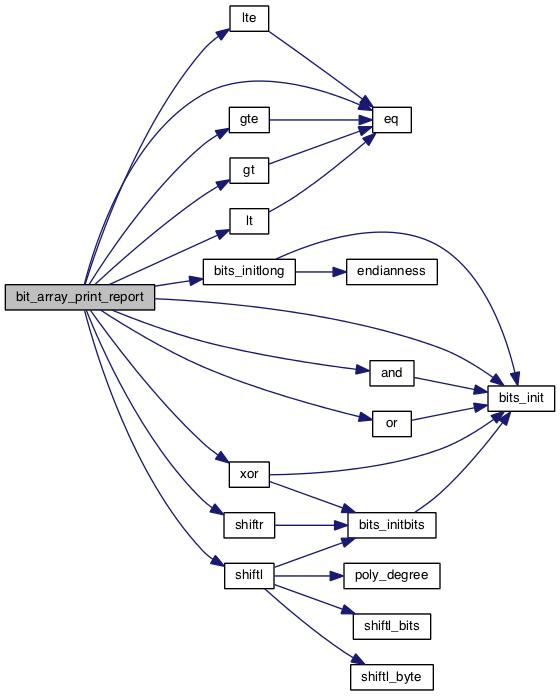 lte
gte
eq
gt
lt
bits_initlong
endianness
bit_array_print_report
and
bits_init
or
xor
shiftr
bits_initbits
shiftl
poly_degree
shiftl_bits
shiftl_byte